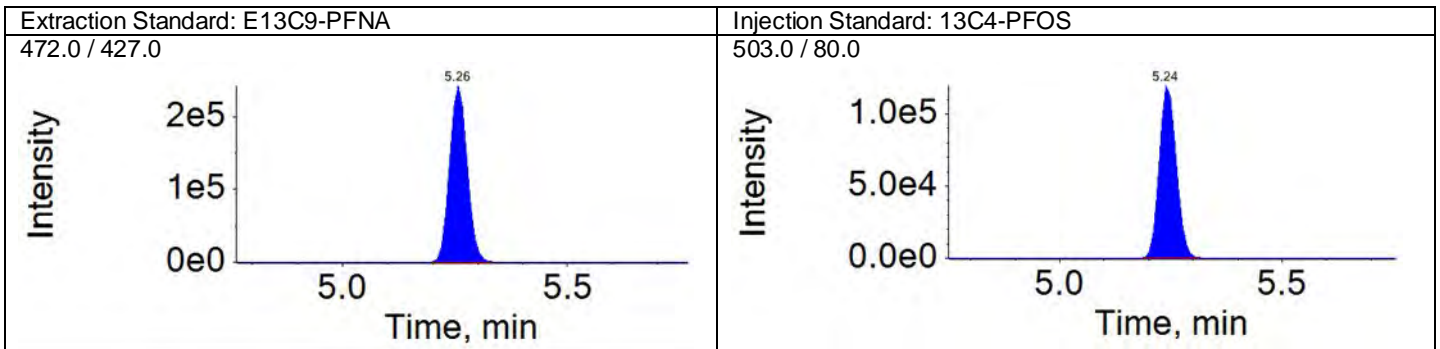 Extraction Standard: E13C9-PFNA
472.0 / 427.0
5.26
Intensity
2e5
1e5
0e0
5.0 5.5
Time, min
Injection Standard: 13C4-PFOS
503.0 / 80.0
5.24
Intensity
1.0e5
5.0e4
0.0e0
5.0 5.5
Time, min